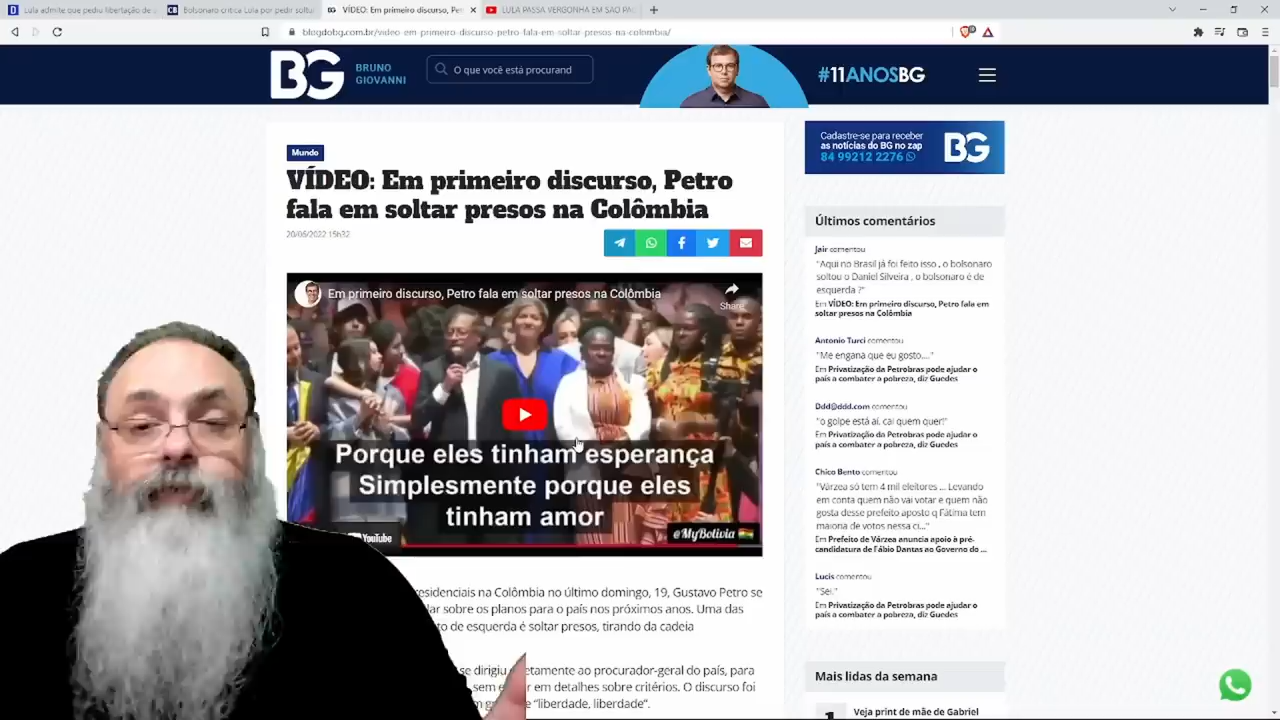 Lula admite que pediu libertação de
Bolsonaro critica Lula por pedir soltu
VÍDEO: Em primeiro discurso, Pet
LULA PASSA VERGONHA EM SÃO PA
blogdobg.com.br/video-em-primeiro-discurso-petro-fala-em-soltar-presos-na-colombia/
BG
BRUNO
GIOVANNI
O que você está procurand
#11ANOSBG
Mundo
VÍDEO: Em primeiro discurso, Petro
fala em soltar presos na Colômbia
20/06/2022 15h32
Em primeiro discurso, Petro fala em soltar presos na Colômbia
Share
Porque eles tinham esperança
Simplesmente porque eles
tinham amor
YouTube
@MyBolivia
residenciais na Colômbia no último domingo, 19, Gustavo Petro se
lar sobre os planos para o país nos próximos anos. Uma das
to de esquerda é soltar presos, tirando da cadeia
se dirigiu diretamente ao procurador-geral do país, para
sem entrar em detalhes sobre critérios. O discurso foi
"liberdade, liberdade".
Cadastre-se para receber
as notícias do BG no zap
84 99212 2276
BG
Últimos comentários
Jair comentou
"Aqui no Brasil já foi feito isso , o bolsonaro
soltou o Daniel Silveira , o bolsonaro é de
esquerda ?"
Em VÍDEO: Em primeiro discurso, Petro fala em
soltar presos na Colômbia
Antonio Turci comentou
"Me engana que eu gosto...."
Em Privatização da Petrobras pode ajudar o
país a combater a pobreza, diz Guedes
Ddd@ddd.com comentou
"o golpe está aí, cai quem quer!"
Em Privatização da Petrobras pode ajudar o
país a combater a pobreza, diz Guedes
Chico Bento comentou
"Várzea só tem 4 mil eleitores ... Levando
em conta quem não vai votar e quem não
gosta desse prefeito aposto q Fátima tem
maioria de votos nessa ci..."
Em Prefeito de Várzea anuncia apoio à pré-
candidatura de Fábio Dantas ao Governo do ...
Lucis comentou
"Sei."
Em Privatização da Petrobras pode ajudar o
país a combater a pobreza, diz Guedes
Mais lidas da semana
1
Veja print de mãe de Gabriel